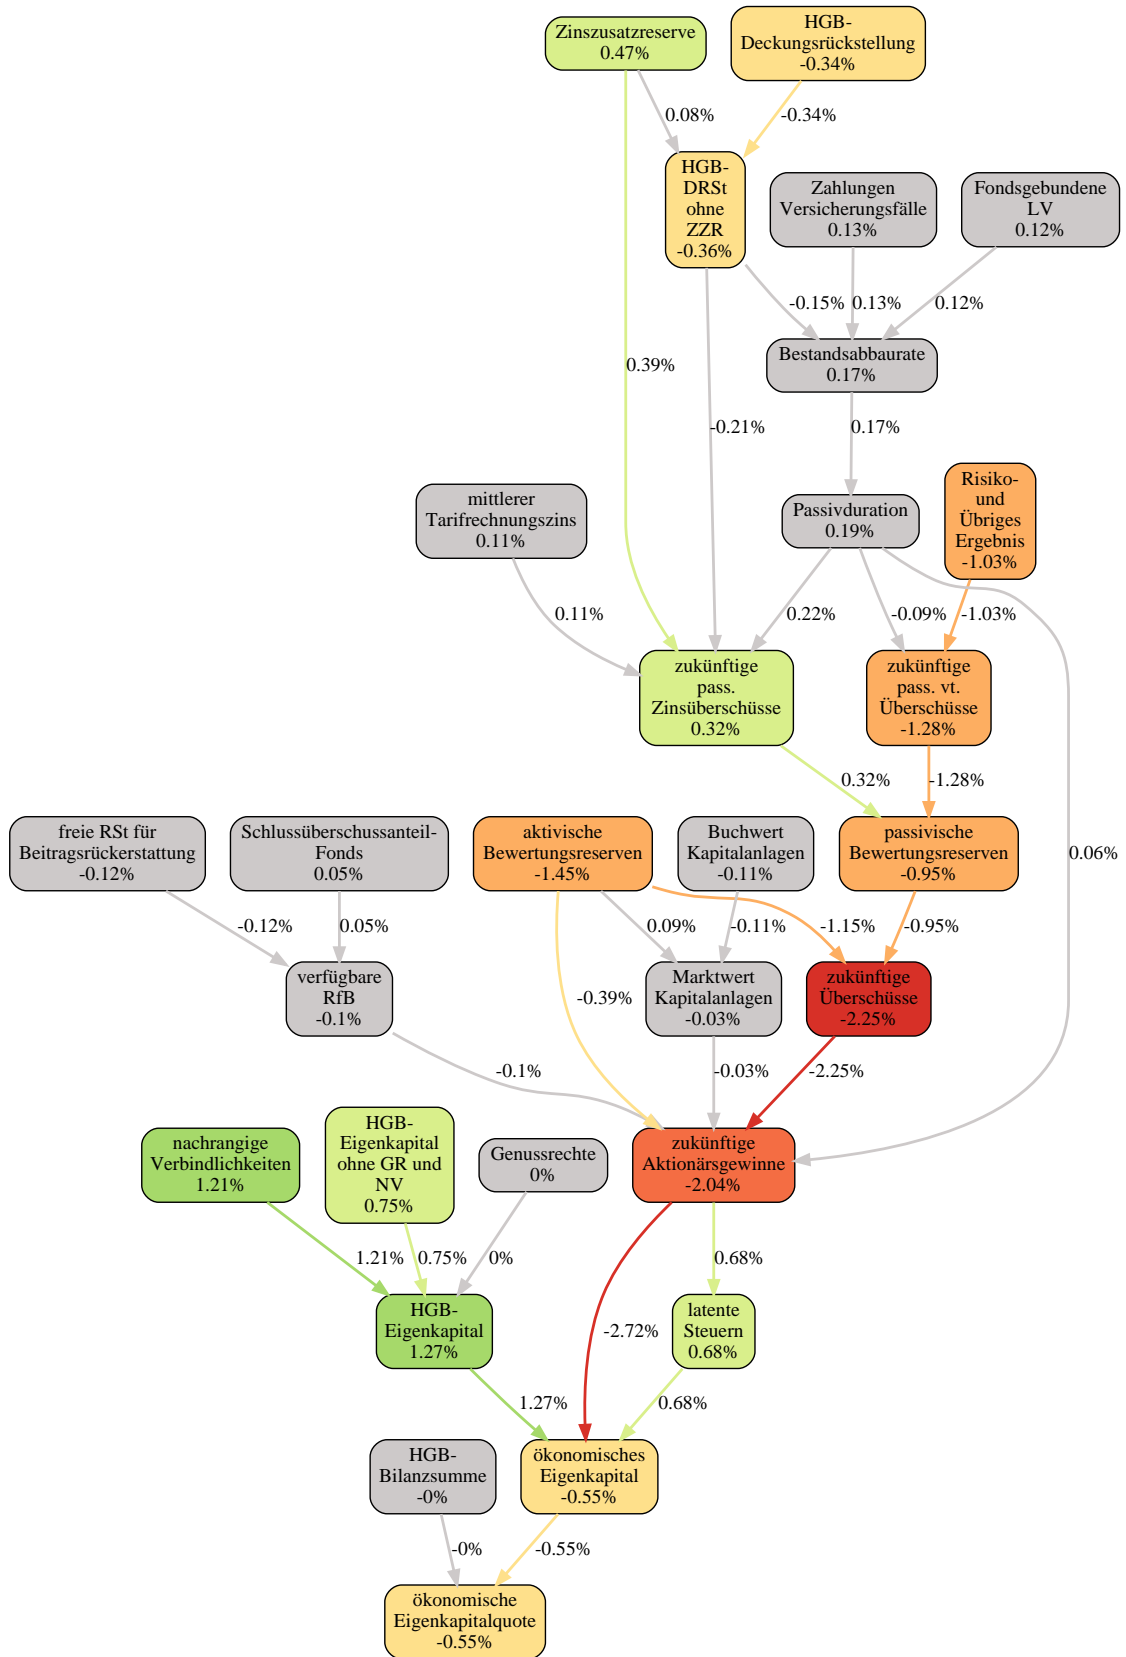 Zinszusatzreserve
0.47%
HGB-
Deckungsrückstellung
-0.34%
0.08%
-0.34%
HGB-
DRSt
ohne
ZZR
-0.36%
Zahlungen
Versicherungsfälle
0.13%
Fondsgebundene
LV
0.12%
-0.15%
0.13%
0.12%
Bestandsabbaurate
0.17%
0.39%
-0.21%
0.17%
mittlerer
Tarifrechnungszins
0.11%
Passivduration
0.19%
Risiko-
und
Übriges
Ergebnis
-1.03%
0.11%
0.22%
-0.09%
-1.03%
zukünftige
pass.
Zinsüberschüsse
0.32%
zukünftige
pass. vt.
Überschüsse
-1.28%
0.32%
-1.28%
freie RSt für
Beitragsrückerstattung
-0.12%
Schlussüberschussanteil-
Fonds
0.05%
aktivische
Bewertungsreserven
-1.45%
Buchwert
Kapitalanlagen
-0.11%
passivische
Bewertungsreserven
-0.95%
0.06%
-0.12%
0.05%
0.09%
-0.11%
-1.15%
-0.95%
verfügbare
RfB
-0.1%
-0.39%
Marktwert
Kapitalanlagen
-0.03%
zukünftige
Überschüsse
-2.25%
-0.1%
-0.03%
-2.25%
nachrangige
Verbindlichkeiten
1.21%
HGB-
Eigenkapital
ohne GR und
NV
0.75%
Genussrechte
0%
zukünftige
Aktionärsgewinne
-2.04%
1.21%
0.75%
0%
0.68%
HGB-
Eigenkapital
1.27%
-2.72%
latente
Steuern
0.68%
1.27%
0.68%
HGB-
Bilanzsumme
-0%
ökonomisches
Eigenkapital
-0.55%
-0%
-0.55%
ökonomische
Eigenkapitalquote
-0.55%